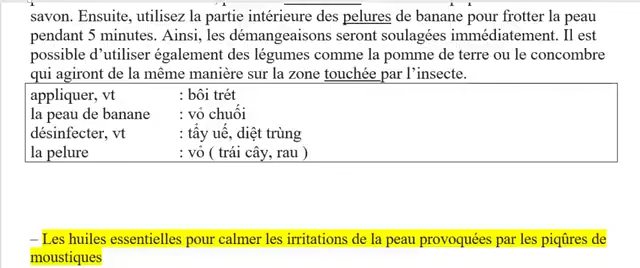 savon. Ensuite, utilisez la partie intérieure des pelures de banane pour frotter la peau
pendant 5 minutes. Ainsi, les démangeaisons seront soulagées immédiatement. Il est
possible d’utiliser également des légumes comme la pomme de terre ou le concombre
qui agiront de la même manière sur la zone touchée par l’insecte.
appliquer, vt : bôi trét
la peau de banane : vỏ chuối
désinfecter, vt : tẩy uế, diệt trùng
la pelure : vỏ ( trái cây, rau )
– Les huiles essentielles pour calmer les irritations de la peau provoquées par les piqûres de
moustiques